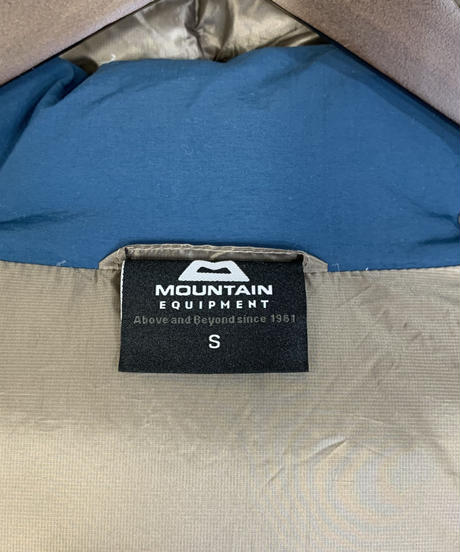 MOUNTAIN
EQUIPMENT
Above and Beyond since 1961
S